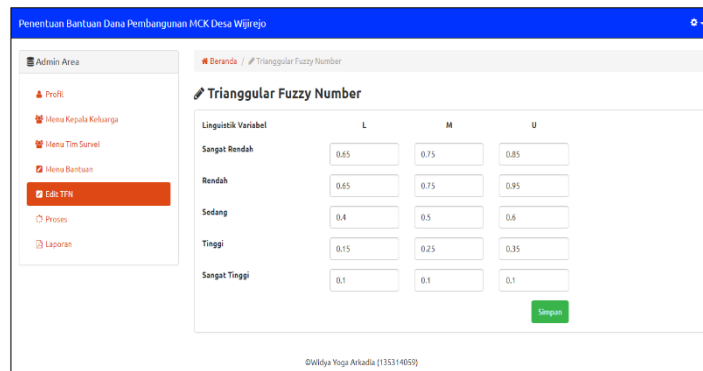 Penentuan Bantuan Dana Pembangunan MCK Desa Wijirejo
Admin Area
Profil
Menu Kepala Keluarga
Menu Tim Survei
Menu Bantuan
Edit TFN
Proses
Laporan
Beranda / Trianggular Fuzzy Number
Trianggular Fuzzy Number
Linguistik Variabel L M U
Sangat Rendah 0.65 0.75 0.85
Rendah 0.65 0.75 0.95
Sedang 0.4 0.5 0.6
Tinggi 0.15 0.25 0.35
Sangat Tinggi 0.1 0.1 0.1
Simpan
©Widya Yoga Arkadia (135314059)